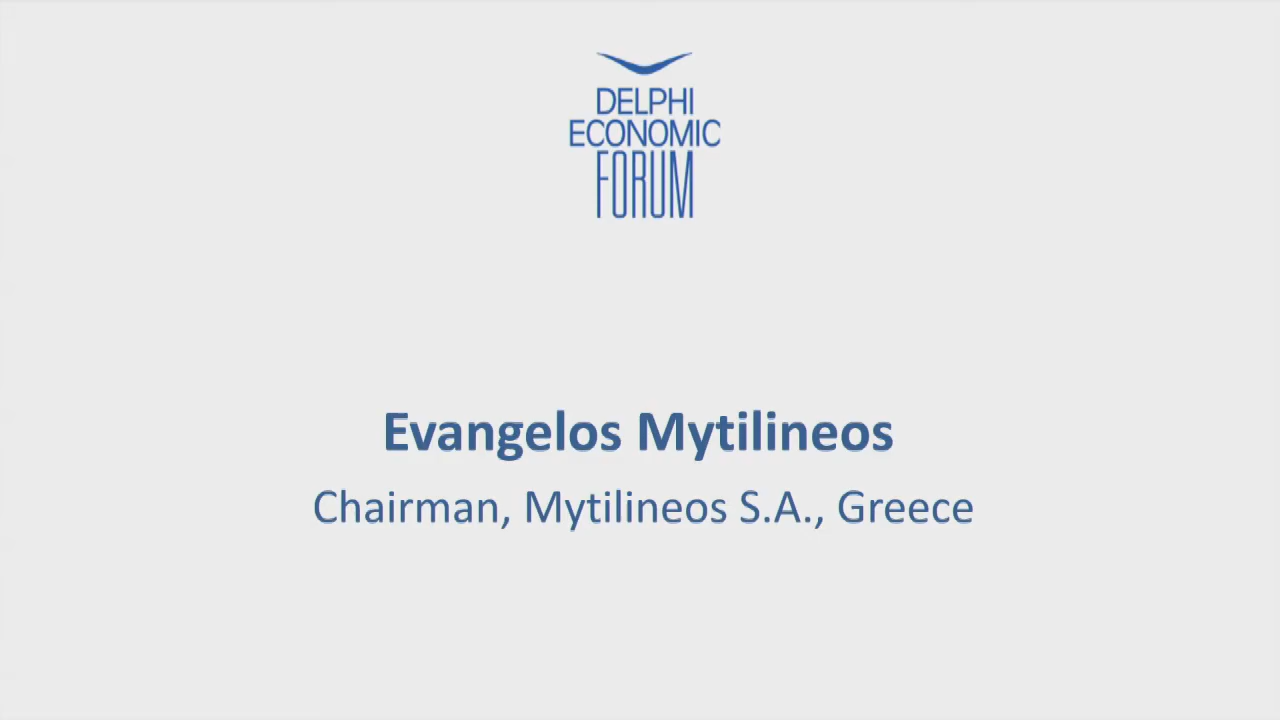 DELPHI
ECONOMIC
FORUM
Evangelos Mytilineos
Chairman, Mytilineos S.A., Greece